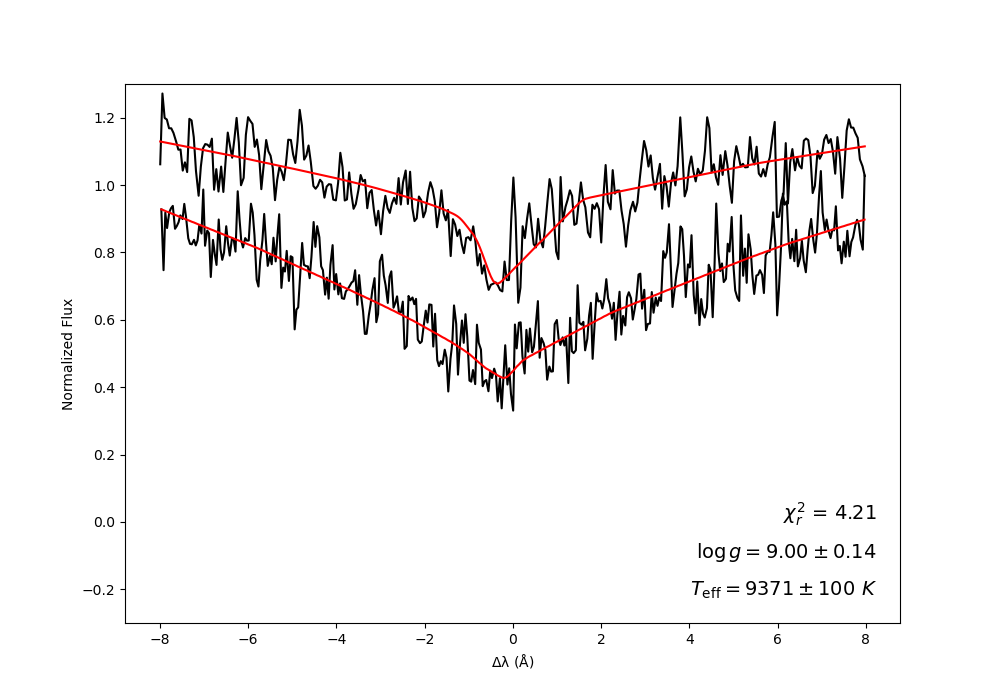 1.2
1.0
0.8
0.6
0.4
0.2
0.0
−0.2
Normalized Flux
χ²ᵣ = 4.21
log g = 9.00 ± 0.14
T_eff = 9371 ± 100 K
−8 −6 −4 −2 0 2 4 6 8
Δλ (Å)